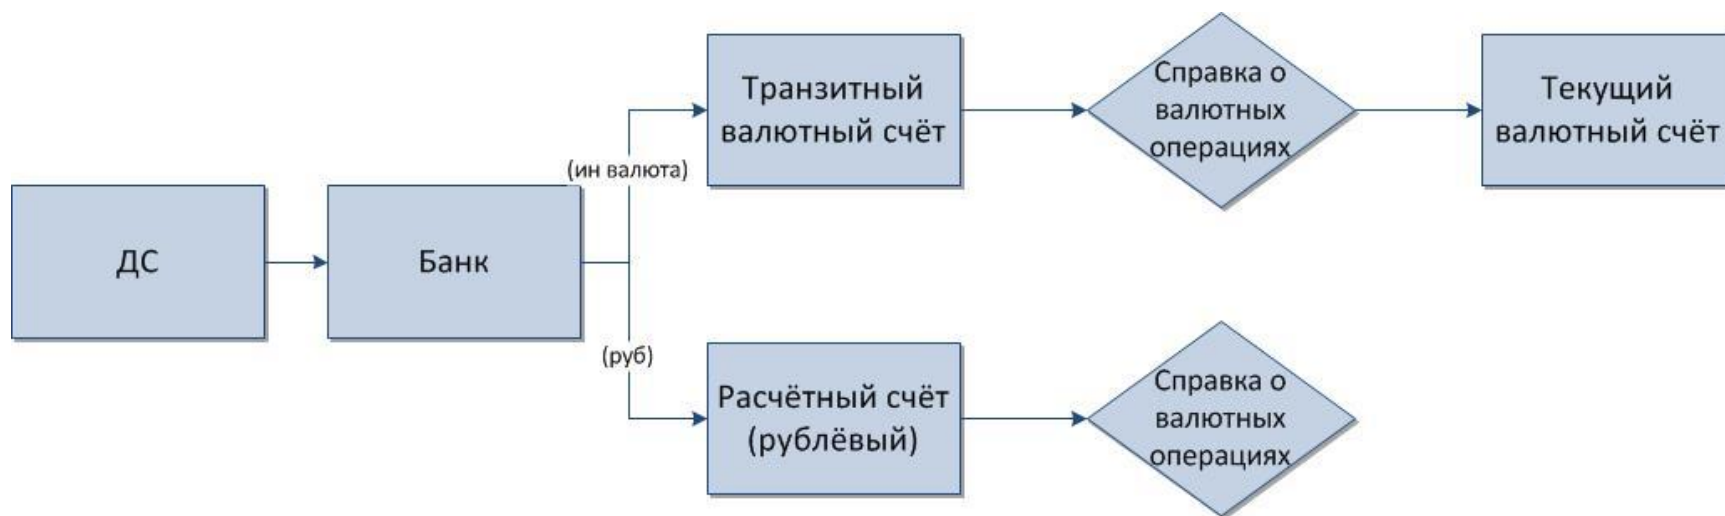 ДС
Банк
(ин валюта)
(руб)
Транзитный
валютный счёт
Справка о
валютных
операциях
Текущий
валютный счёт
Расчётный счёт
(рублёвый)
Справка о
валютных
операциях